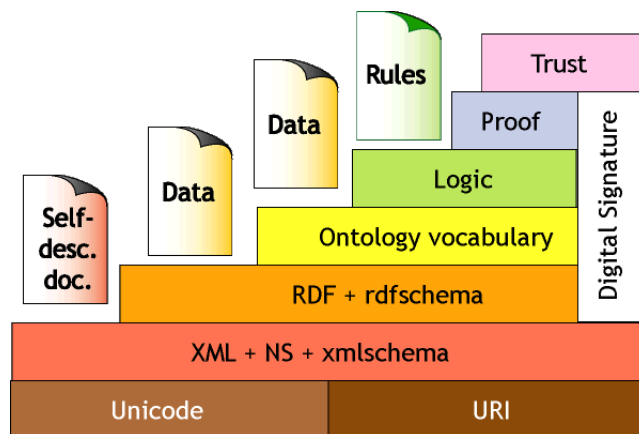 Rules
Trust
Data
Proof
Data
Logic
Self-
desc.
doc.
Ontology vocabulary
Digital Signature
RDF + rdfschema
XML + NS + xmlschema
Unicode
URI